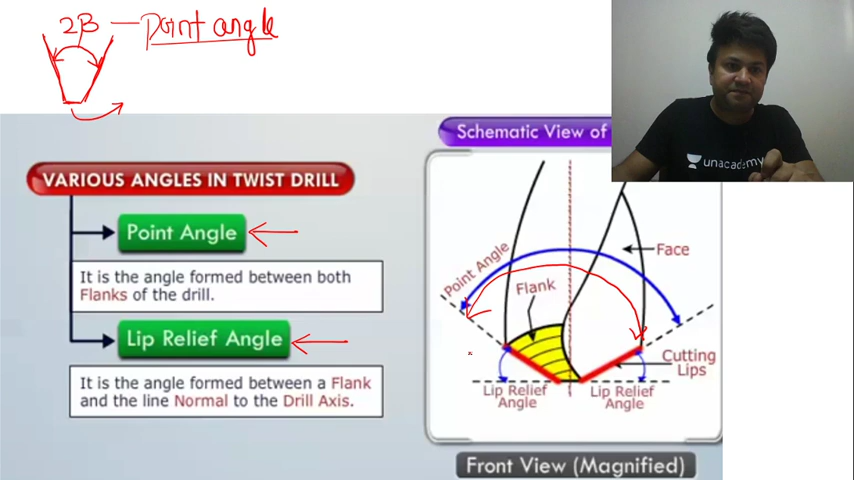 2β — point angle
Schematic View of
unacademy
VARIOUS ANGLES IN TWIST DRILL
Point Angle
It is the angle formed between both
Flanks of the drill.
Lip Relief Angle
It is the angle formed between a Flank
and the line Normal to the Drill Axis.
Point Angle
Face
Flank
Cutting
Lips
Lip Relief
Angle
Lip Relief
Angle
Front View (Magnified)